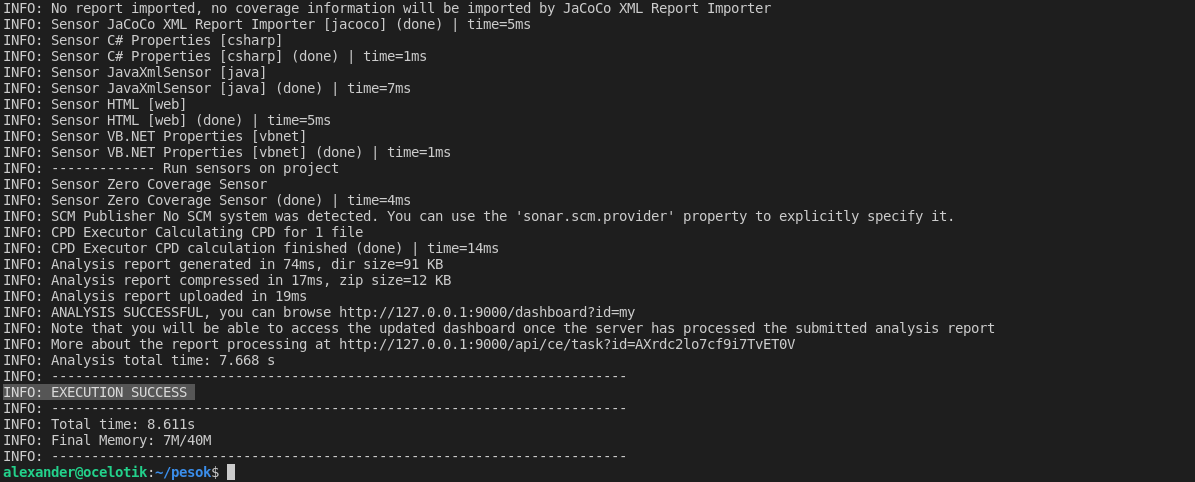 INFO: No report imported, no coverage information will be imported by JaCoCo XML Report Importer
INFO: Sensor JaCoCo XML Report Importer [jacoco] (done) | time=5ms
INFO: Sensor C# Properties [csharp]
INFO: Sensor C# Properties [csharp] (done) | time=1ms
INFO: Sensor JavaXmlSensor [java]
INFO: Sensor JavaXmlSensor [java] (done) | time=7ms
INFO: Sensor HTML [web]
INFO: Sensor HTML [web] (done) | time=5ms
INFO: Sensor VB.NET Properties [vbnet]
INFO: Sensor VB.NET Properties [vbnet] (done) | time=1ms
INFO: ------------- Run sensors on project
INFO: Sensor Zero Coverage Sensor
INFO: Sensor Zero Coverage Sensor (done) | time=4ms
INFO: SCM Publisher No SCM system was detected. You can use the 'sonar.scm.provider' property to explicitly specify it.
INFO: CPD Executor Calculating CPD for 1 file
INFO: CPD Executor CPD calculation finished (done) | time=14ms
INFO: Analysis report generated in 74ms, dir size=91 KB
INFO: Analysis report compressed in 17ms, zip size=12 KB
INFO: Analysis report uploaded in 19ms
INFO: ANALYSIS SUCCESSFUL, you can browse http://127.0.0.1:9000/dashboard?id=my
INFO: Note that you will be able to access the updated dashboard once the server has processed the submitted analysis report
INFO: More about the report processing at http://127.0.0.1:9000/api/ce/task?id=AXrdc2lo7cf9i7TvET0V
INFO: Analysis total time: 7.668 s
INFO: ------------------------------------------------------------------------
INFO: EXECUTION SUCCESS
INFO: ------------------------------------------------------------------------
INFO: Total time: 8.611s
INFO: Final Memory: 7M/40M
INFO: ------------------------------------------------------------------------
alexander@ocelotik:~/pesok$